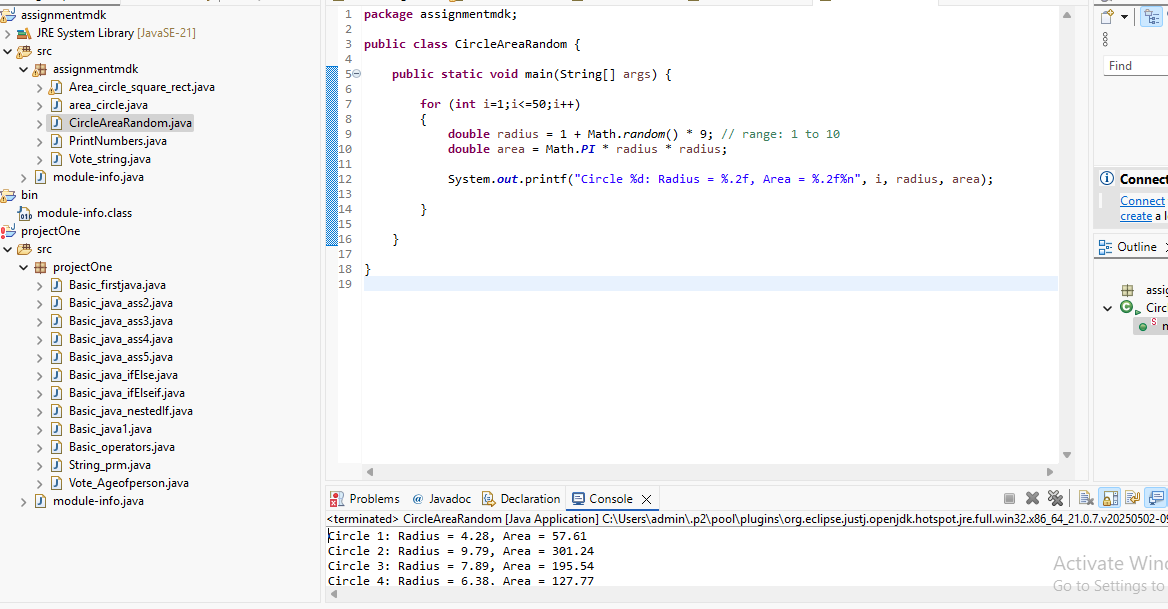 assignmentmdk
JRE System Library [JavaSE-21]
src
assignmentmdk
Area_circle_square_rect.java
area_circle.java
CircleAreaRandom.java
PrintNumbers.java
Vote_string.java
module-info.java
bin
module-info.class
projectOne
src
projectOne
Basic_firstjava.java
Basic_java_ass2.java
Basic_java_ass3.java
Basic_java_ass4.java
Basic_java_ass5.java
Basic_java_ifElse.java
Basic_java_ifElseif.java
Basic_java_nestedIf.java
Basic_java1.java
Basic_operators.java
String_prm.java
Vote_Ageofperson.java
module-info.java
1 package assignmentmdk;
2
3 public class CircleAreaRandom {
4
5 public static void main(String[] args) {
6
7 for (int i=1;i<=50;i++)
8 {
9 double radius = 1 + Math.random() * 9; // range: 1 to 10
10 double area = Math.PI * radius * radius;
11
12 System.out.printf("Circle %d: Radius = %.2f, Area = %.2f%n", i, radius, area);
13
14 }
15
16 }
17
18 }
19
Find
Connect
Connect
create a
Outline
Problems @ Javadoc Declaration Console
<terminated> CircleAreaRandom [Java Application] C:\Users\admin\.p2\pool\plugins\org.eclipse.justj.openjdk.hotspot.jre.full.win32.x86_64_21.0.7.v20250502-09
Circle 1: Radius = 4.28, Area = 57.61
Circle 2: Radius = 9.79, Area = 301.24
Circle 3: Radius = 7.89, Area = 195.54
Circle 4: Radius = 6.38, Area = 127.77
Activate Wind
Go to Settings to